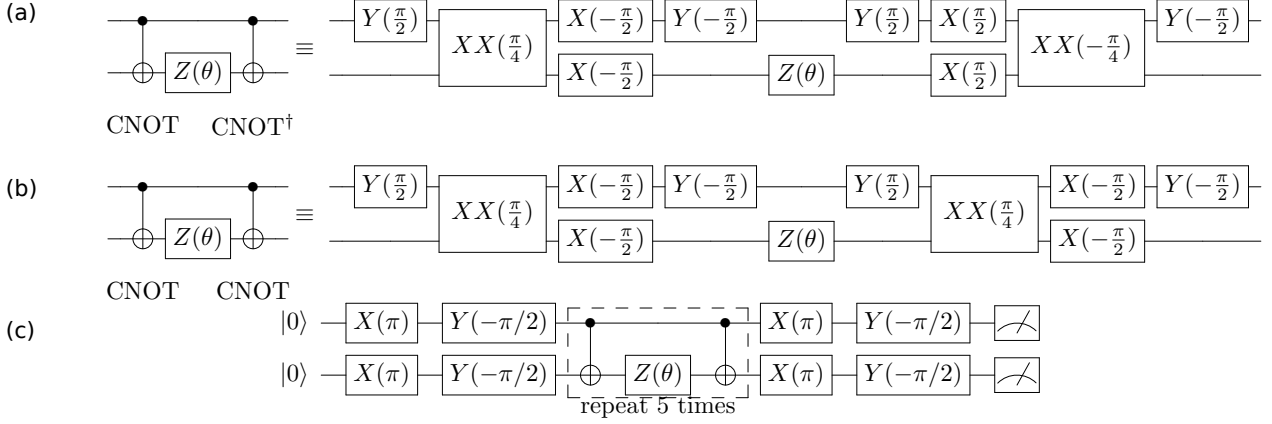 (a) Z(θ) ≡ Y(π/2) XX(π/4) X(−π/2) Y(−π/2) Y(π/2) X(π/2) XX(−π/4) Y(−π/2)
X(−π/2) Z(θ) X(π/2)
CNOT CNOT†
(b) Z(θ) ≡ Y(π/2) XX(π/4) X(−π/2) Y(−π/2) Y(π/2) XX(π/4) X(−π/2) Y(−π/2)
X(−π/2) Z(θ) X(−π/2)
CNOT CNOT
(c) |0⟩ X(π) Y(−π/2) X(π) Y(−π/2)
|0⟩ X(π) Y(−π/2) Z(θ) X(π) Y(−π/2)
repeat 5 times